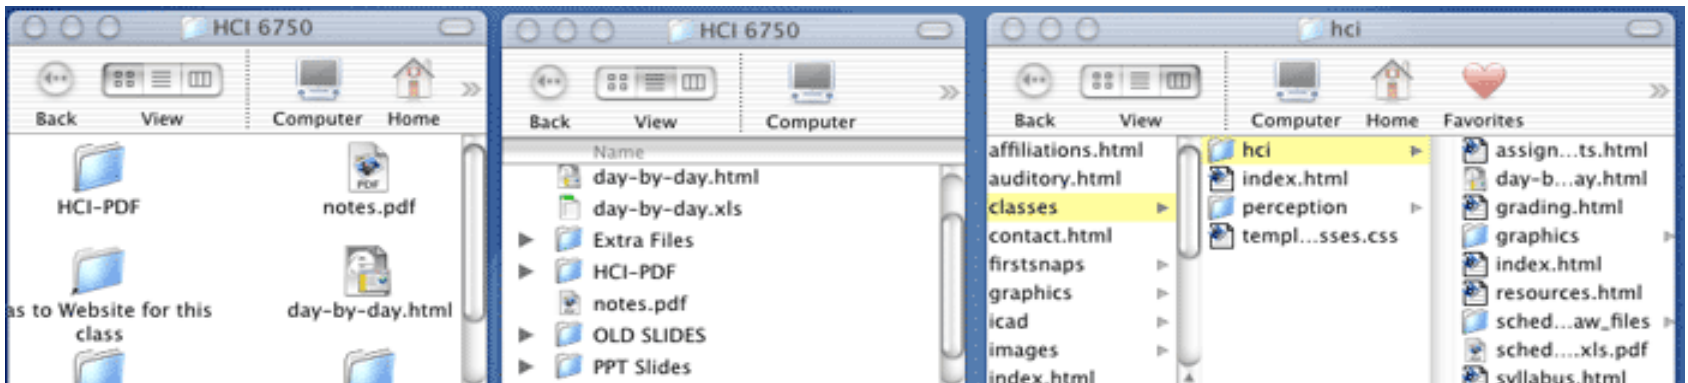 HCI 6750
Back
View
Computer
Home
HCI-PDF
notes.pdf
as to Website for this
class
day-by-day.html
HCI 6750
Back
View
Computer
Name
day-by-day.html
day-by-day.xls
Extra Files
HCI-PDF
notes.pdf
OLD SLIDES
PPT Slides
hci
Back
View
Computer
Home
Favorites
affiliations.html
auditory.html
classes
contact.html
firstsnaps
graphics
icad
images
index.html
hci
index.html
perception
templ...sses.css
assign...ts.html
day-b...ay.html
grading.html
graphics
index.html
resources.html
sched...aw_files
sched....xls.pdf
syllabus.html